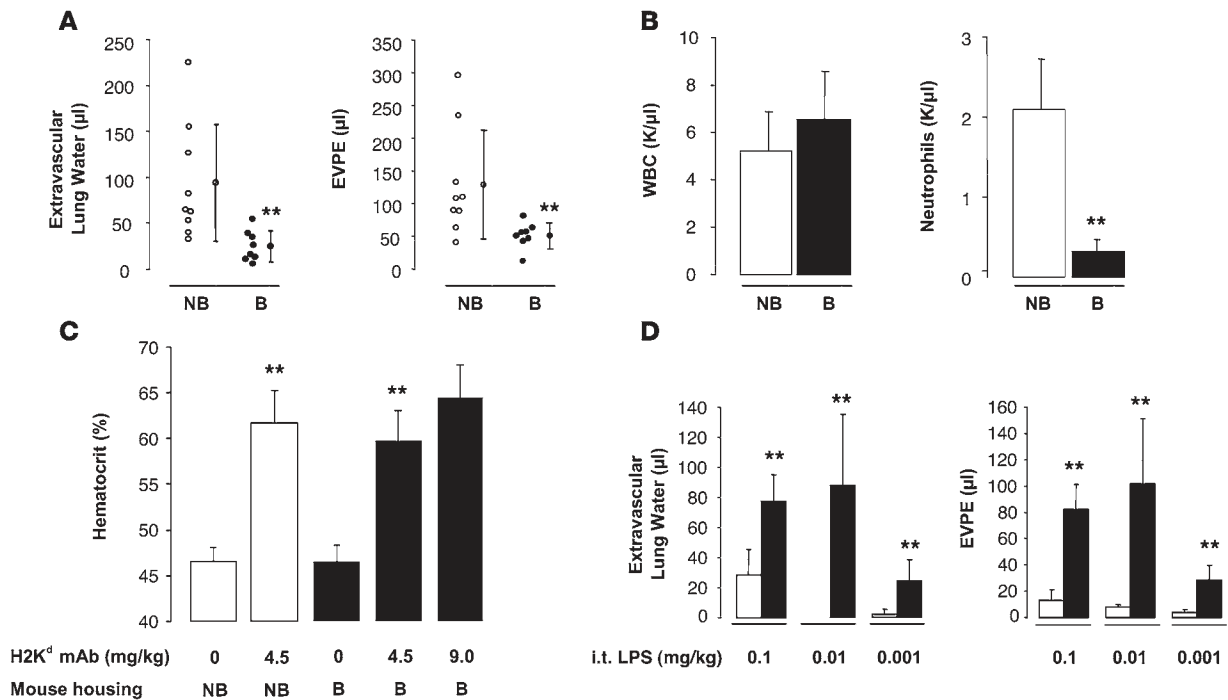 A
B
250
200
150
100
50
0
Extravascular
Lung Water (µl)
**
NB B
350
300
250
200
150
100
50
0
EVPE (µl)
**
NB B
10
8
6
4
2
0
WBC (K/µl)
NB B
3
2
1
0
Neutrophils (K/µl)
**
NB B
C
70
65
60
55
50
45
40
Hematocrit (%)
**
**
H2Kᵈ mAb (mg/kg) 0 4.5 0 4.5 9.0
Mouse housing NB NB B B B
D
140
120
100
80
60
40
20
0
Extravascular
Lung Water (µl)
**
**
**
160
140
120
100
80
60
40
20
0
EVPE (µl)
**
**
**
i.t. LPS (mg/kg) 0.1 0.01 0.001 0.1 0.01 0.001